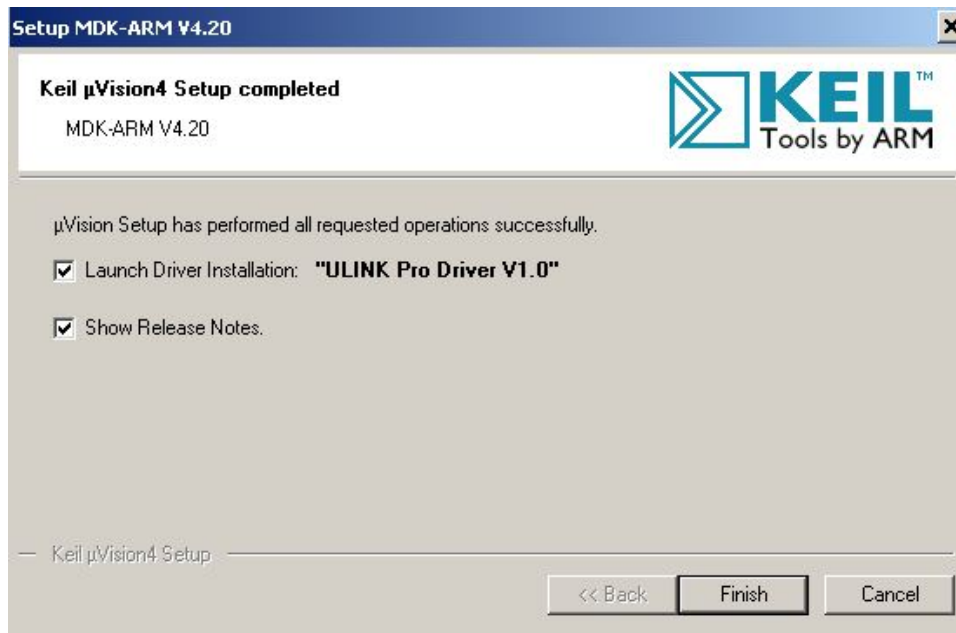 Setup MDK-ARM V4.20
Keil µVision4 Setup completed
MDK-ARM V4.20
KEIL™
Tools by ARM
µVision Setup has performed all requested operations successfully.
Launch Driver Installation: "ULINK Pro Driver V1.0"
Show Release Notes.
Keil µVision4 Setup
<< Back Finish Cancel